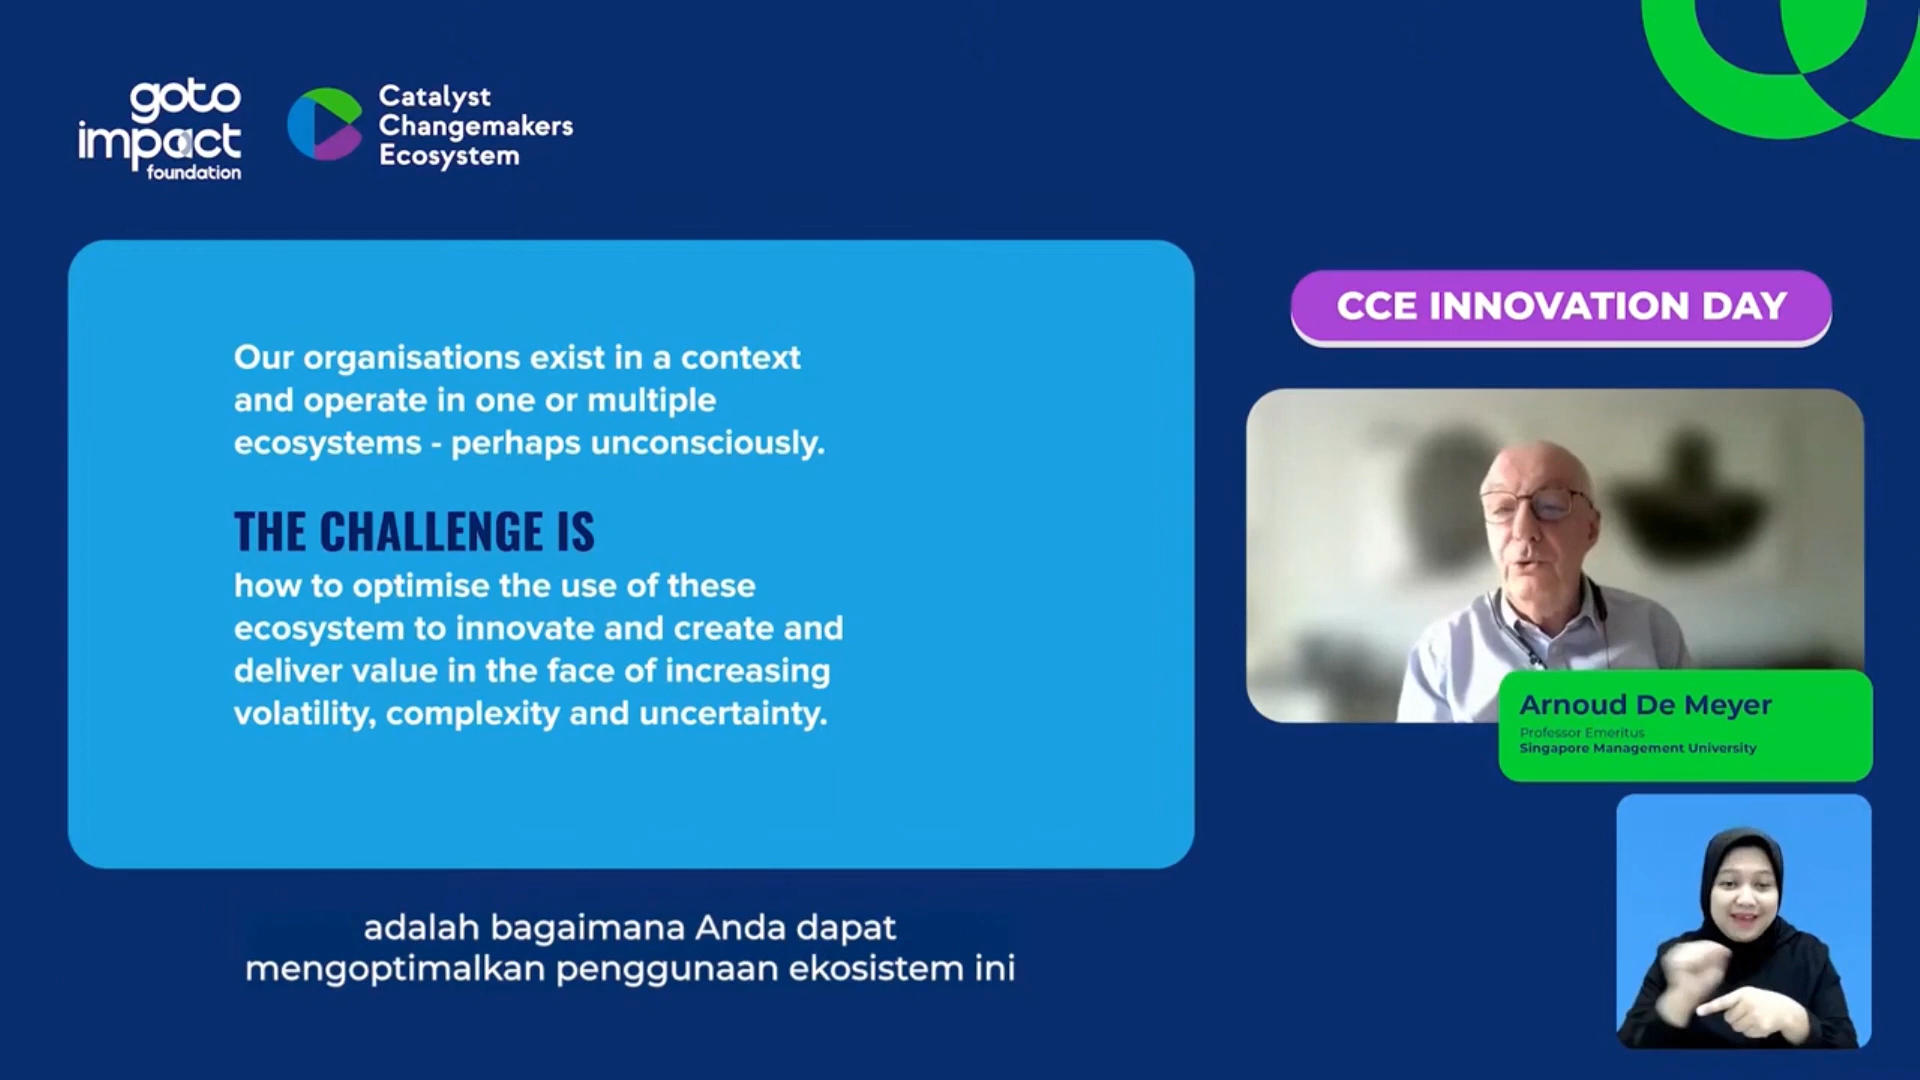 goto
impact
foundation
Catalyst
Changemakers
Ecosystem
Our organisations exist in a context
and operate in one or multiple
ecosystems - perhaps unconsciously.
THE CHALLENGE IS
how to optimise the use of these
ecosystem to innovate and create and
deliver value in the face of increasing
volatility, complexity and uncertainty.
CCE INNOVATION DAY
Arnoud De Meyer
Professor Emeritus
Singapore Management University
adalah bagaimana Anda dapat
mengoptimalkan penggunaan ekosistem ini